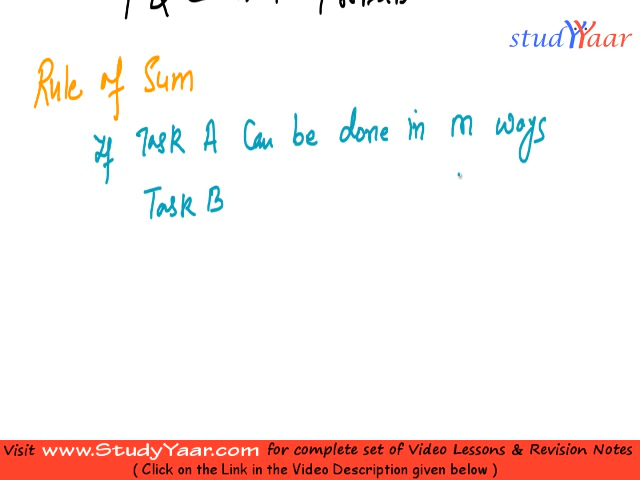 studYYaar
Rule of Sum
If Task A Can be done in m ways
Task B
Visit www.StudyYaar.com for complete set of Video Lessons & Revision Notes
( Click on the Link in the Video Description given below )